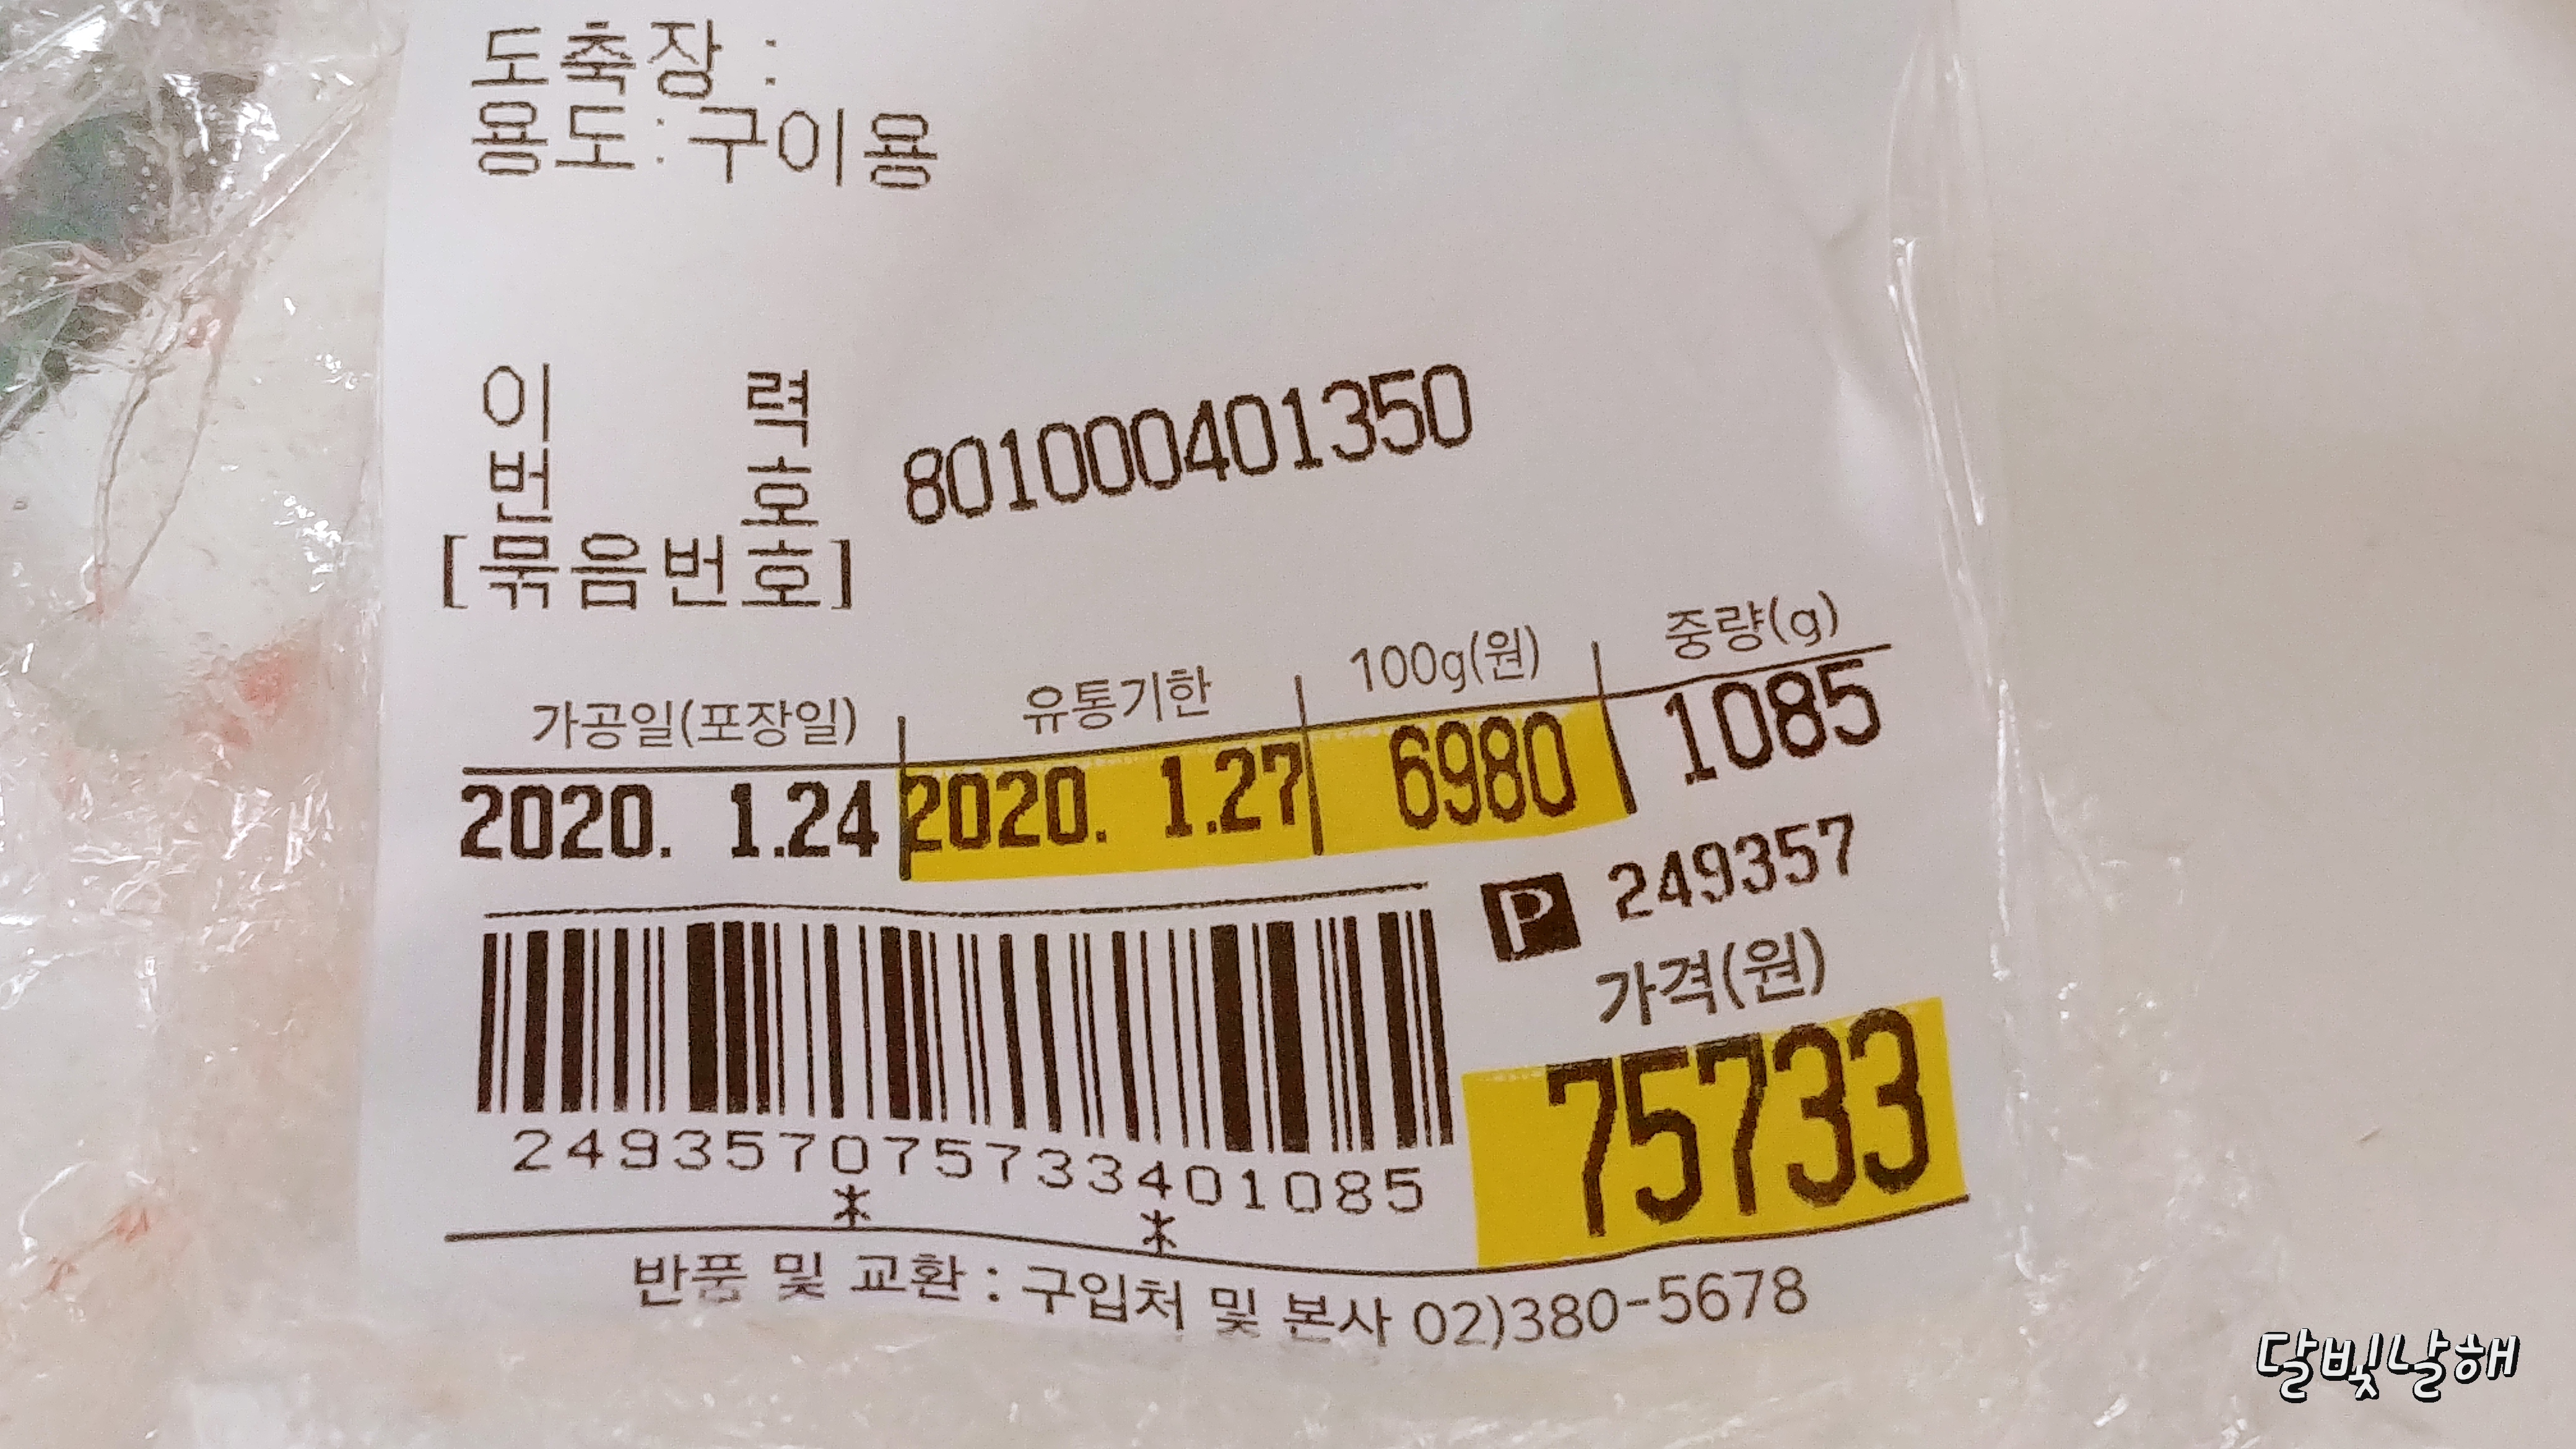 도축장 :
용도 : 구이용
이 력
번 호 801000401350
[묶음번호]
가공일(포장일) 유통기한 100g(원) 중량(g)
2020. 1.24 2020. 1.27 6980 1085
P 249357
가격(원)
75733
249357075733401085
* *
반품 및 교환 : 구입처 및 본사 02)380-5678
달빛날해